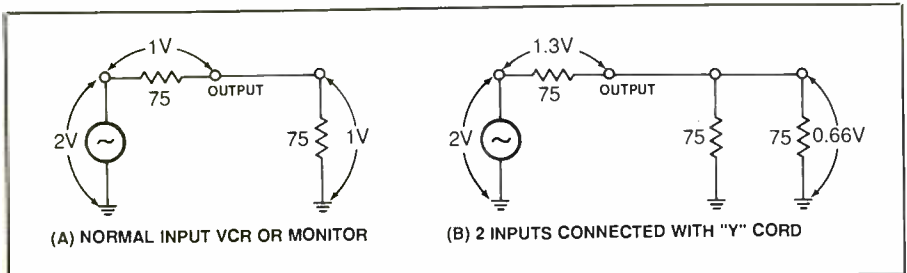 1V
75
OUTPUT
2V
75
1V
(A) NORMAL INPUT VCR OR MONITOR
1.3V
75
OUTPUT
2V
75
75
0.66V
(B) 2 INPUTS CONNECTED WITH "Y" CORD